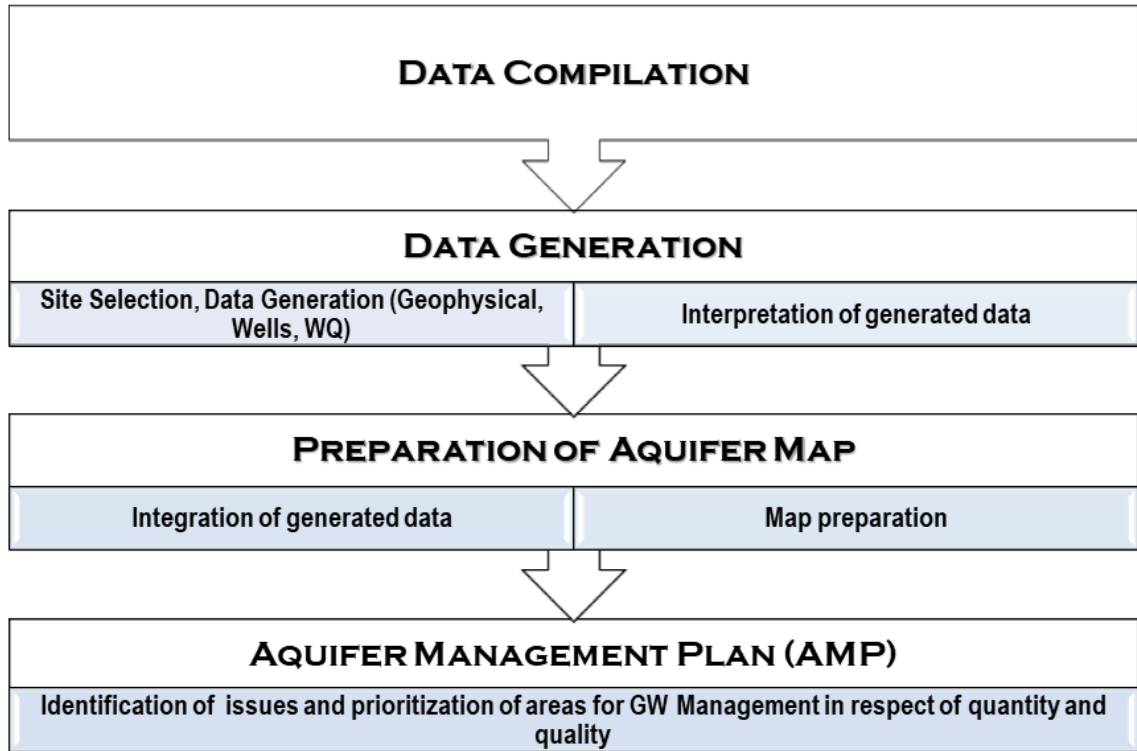 DATA COMPILATION
DATA GENERATION
Site Selection, Data Generation (Geophysical,
Wells, WQ)
Interpretation of generated data
PREPARATION OF AQUIFER MAP
Integration of generated data
Map preparation
AQUIFER MANAGEMENT PLAN (AMP)
Identification of issues and prioritization of areas for GW Management in respect of quantity and
quality